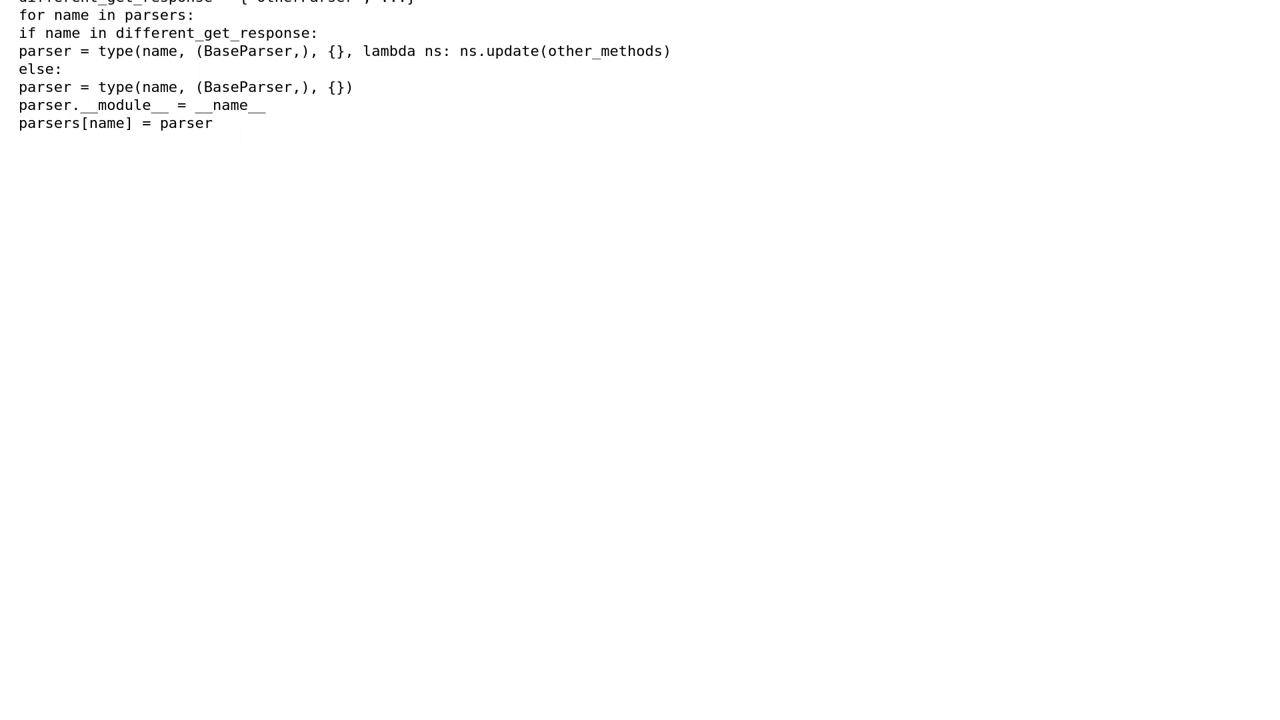 for name in parsers:
if name in different_get_response:
parser = type(name, (BaseParser,), {}, lambda ns: ns.update(other_methods)
else:
parser = type(name, (BaseParser,), {})
parser.__module__ = __name__
parsers[name] = parser